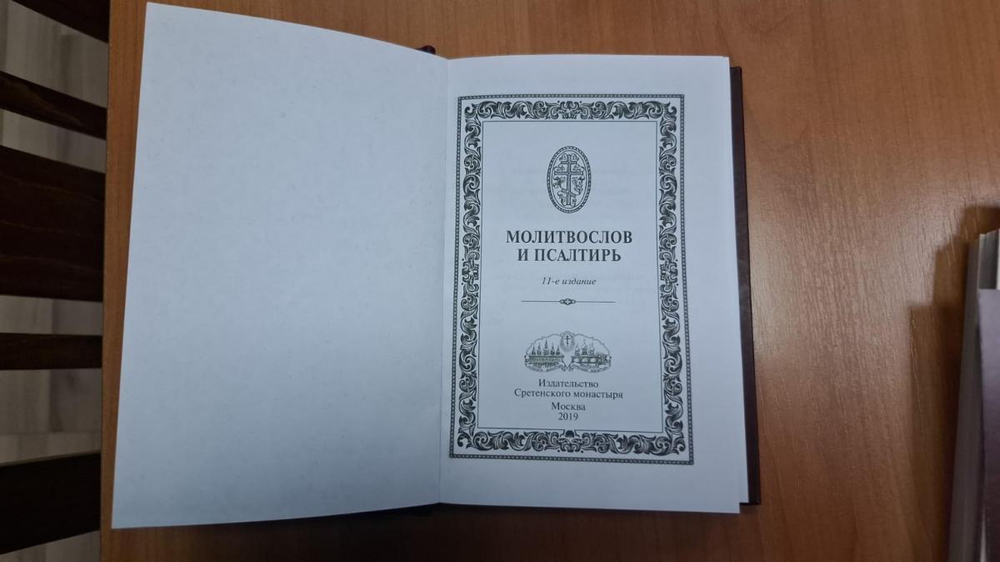 МОЛИТВОСЛОВ
И ПСАЛТИРЬ
11-е издание
Издательство
Сретенского монастыря
Москва
2019